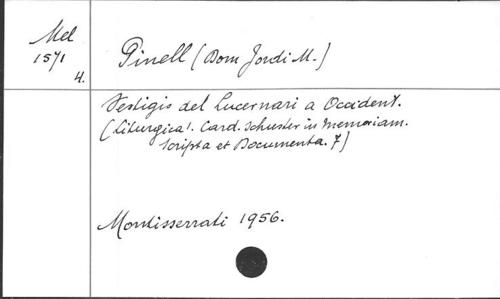 Mel
1571
4.
Pinell (Dom Jordi M.)
Vestigis del Lucernari a Occident.
(Liturgica 1. Card. Schuster in memoriam.
Scripta et Documenta. 7)
Montisserrati 1956.